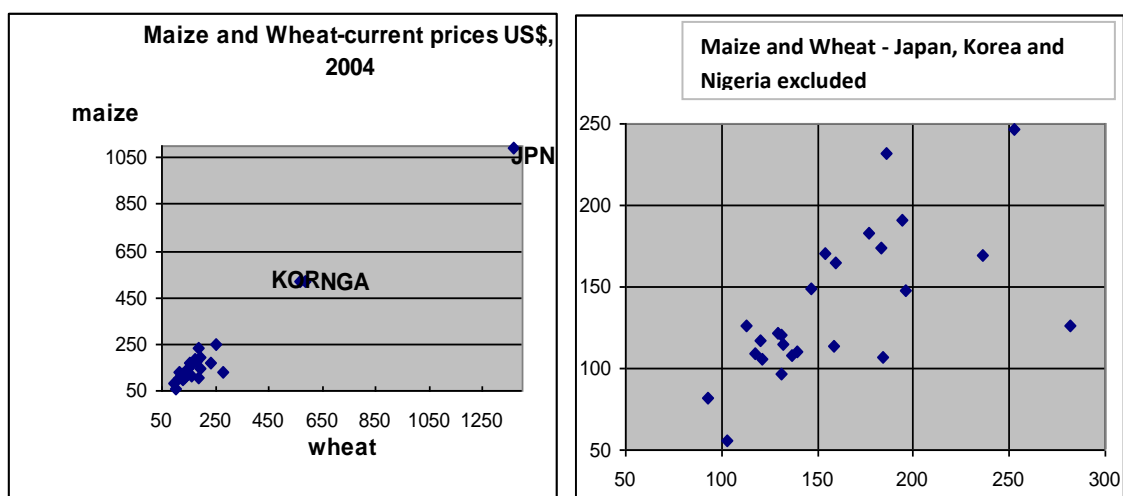 Maize and Wheat-current prices US$,
2004
maize
1050
850
650
450
250
50
JPN
KOR NGA
50 250 450 650 850 1050 1250
wheat
Maize and Wheat - Japan, Korea and
Nigeria excluded
250
200
150
100
50
50 100 150 200 250 300